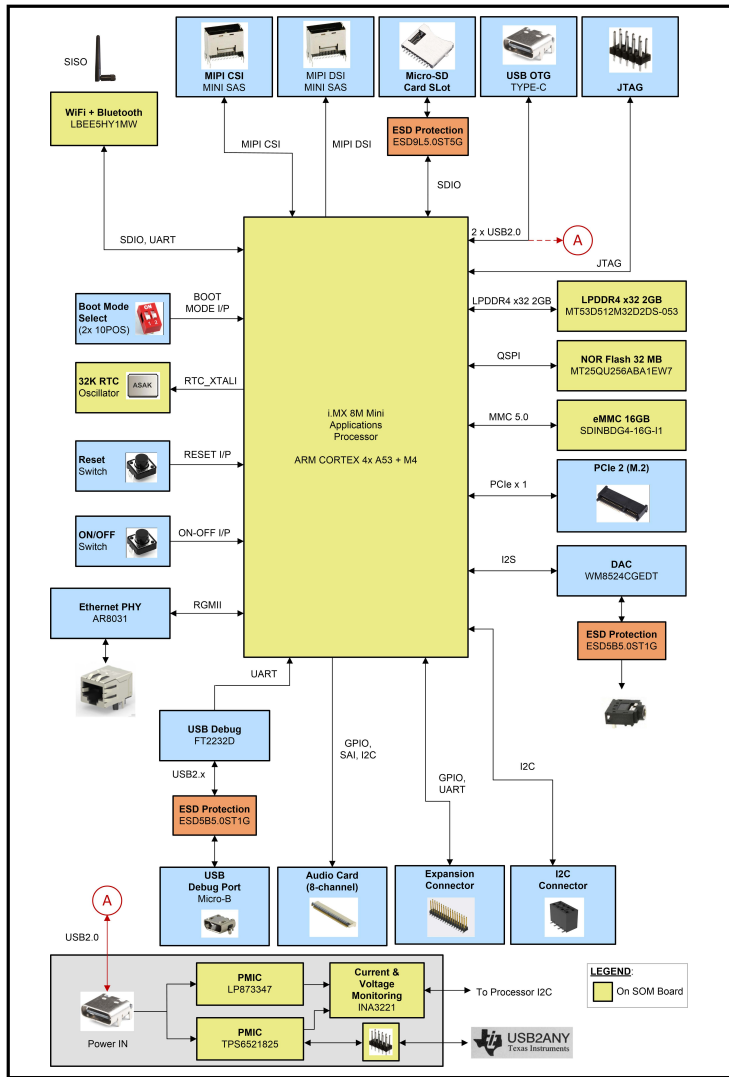 SISO
WiFi + Bluetooth
LBEE5HY1MW
MIPI CSI
MINI SAS
MIPI DSI
MINI SAS
Micro-SD
Card SLot
USB OTG
TYPE-C
JTAG
ESD Protection
ESD9L5.0ST5G
MIPI CSI
MIPI DSI
SDIO
SDIO, UART
2 x USB2.0
A
JTAG
Boot Mode
Select
(2x 10POS)
ON
1 2
BOOT
MODE I/P
LPDDR4 x32 2GB
LPDDR4 x32 2GB
MT53D512M32D2DS-053
32K RTC
Oscillator
ASAK
RTC_XTALI
QSPI
NOR Flash 32 MB
MT25QU256ABA1EW7
i.MX 8M Mini
Applications
Processor
ARM CORTEX 4x A53 + M4
MMC 5.0
eMMC 16GB
SDINBDG4-16G-I1
Reset
Switch
RESET I/P
PCIe x 1
PCIe 2 (M.2)
ON/OFF
Switch
ON-OFF I/P
I2S
DAC
WM8524CGEDT
Ethernet PHY
AR8031
RGMII
ESD Protection
ESD5B5.0ST1G
UART
USB Debug
FT2232D
USB2.x
GPIO,
SAI, I2C
GPIO,
UART
I2C
ESD Protection
ESD5B5.0ST1G
USB
Debug Port
Micro-B
Audio Card
(8-channel)
Expansion
Connector
I2C
Connector
A
USB2.0
Power IN
PMIC
LP873347
PMIC
TPS6521825
Current &
Voltage
Monitoring
INA3221
To Processor I2C
LEGEND:
On SOM Board
USB2ANY
Texas Instruments